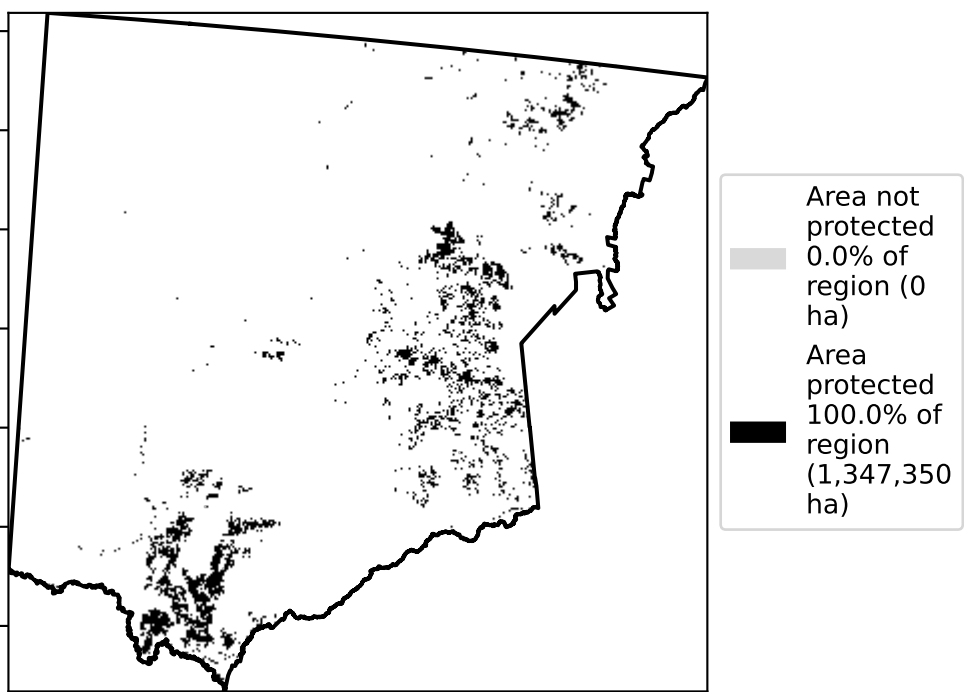 Area not
protected
0.0% of
region (0
ha)
Area
protected
100.0% of
region
(1,347,350
ha)